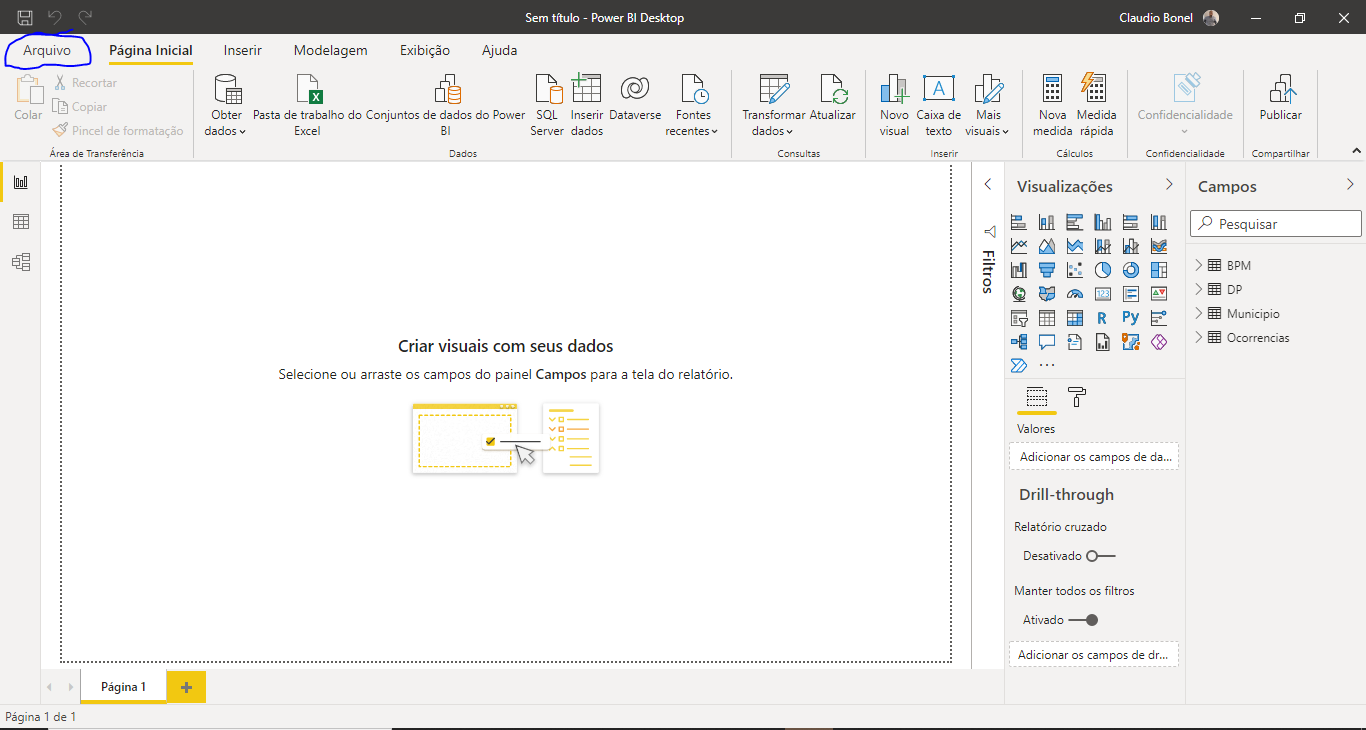 Sem título - Power BI Desktop
Claudio Bonel
Arquivo
Página Inicial
Inserir
Modelagem
Exibição
Ajuda
Colar
Recortar
Copiar
Pincel de formatação
Área de Transferência
Obter
dados
Pasta de trabalho do
Excel
Conjuntos de dados do Power
BI
SQL
Server
Inserir
dados
Dataverse
Fontes
recentes
Dados
Transformar
dados
Atualizar
Consultas
Novo
visual
Caixa de
texto
Mais
visuais
Inserir
Nova
medida
Medida
rápida
Cálculos
Confidencialidade
Confidencialidade
Publicar
Compartilhar
Criar visuais com seus dados
Selecione ou arraste os campos do painel Campos para a tela do relatório.
Filtros
Visualizações
123
R
Py
...
Valores
Adicionar os campos de da...
Drill-through
Relatório cruzado
Desativado
Manter todos os filtros
Ativado
Adicionar os campos de dr...
Campos
Pesquisar
BPM
DP
Municipio
Ocorrencias
Página 1
Página 1 de 1